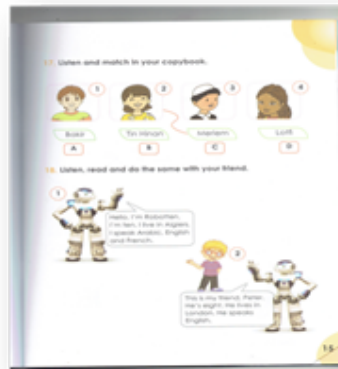 17. Listen and match in your copybook.
1 2 3 4
Bakir Tin Hinan Meriem Lotfi
A B C D
18. Listen, read and do the same with your friend.
1
Hello, I'm Robotten.
I'm ten. I live in Algiers.
I speak Arabic, English
and French.
2
This is my friend, Peter.
He's eight. He lives in
London. He speaks
English.
15